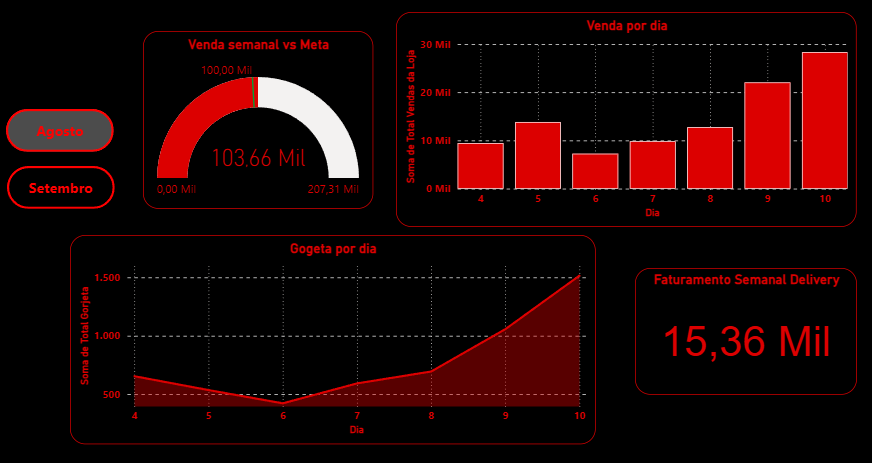 Agosto
Setembro
Venda semanal vs Meta
100,00 Mil
103,66 Mil
0,00 Mil
207,31 Mil
Venda por dia
Soma de Total Vendas da Loja
30 Mil
20 Mil
10 Mil
0 Mil
4 5 6 7 8 9 10
Dia
Gogeta por dia
Soma de Total Gorjeta
1.500
1.000
500
4 5 6 7 8 9 10
Dia
Faturamento Semanal Delivery
15,36 Mil